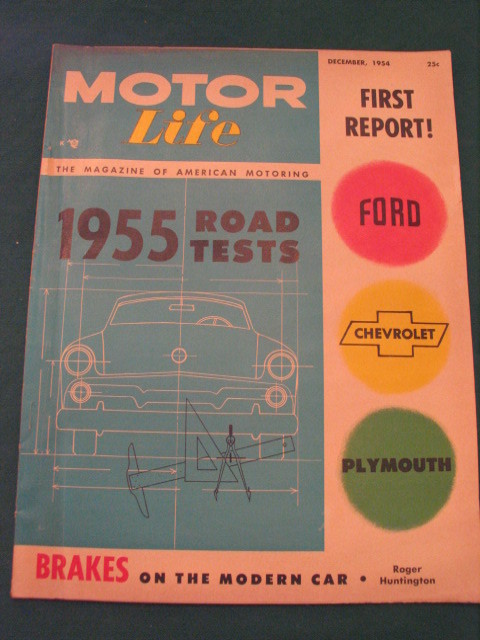 DECEMBER, 1954 25¢
MOTOR
Life
THE MAGAZINE OF AMERICAN MOTORING
1955 ROAD
TESTS
FIRST
REPORT!
FORD
CHEVROLET
PLYMOUTH
BRAKES ON THE MODERN CAR •
Roger
Huntington